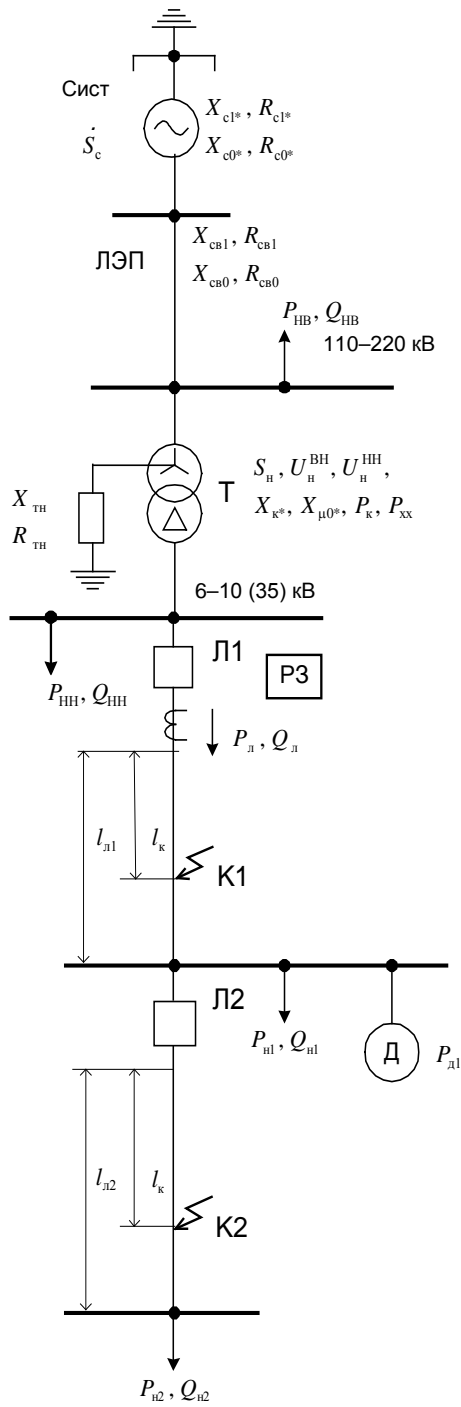 Сист
Ṡс
Xс1*, Rс1*
Xс0*, Rс0*
ЛЭП
Xсв1, Rсв1
Xсв0, Rсв0
PНВ, QНВ
110–220 кВ
Xтн
Rтн
Т
Sн, UнВН, UнНН,
Xк*, Xμ0*, Pк, Pхх
6–10 (35) кВ
PНН, QНН
Л1
РЗ
Pл, Qл
lл1
lк
К1
Л2
Pн1, Qн1
Д
Pд1
lл2
lк
К2
Pн2, Qн2